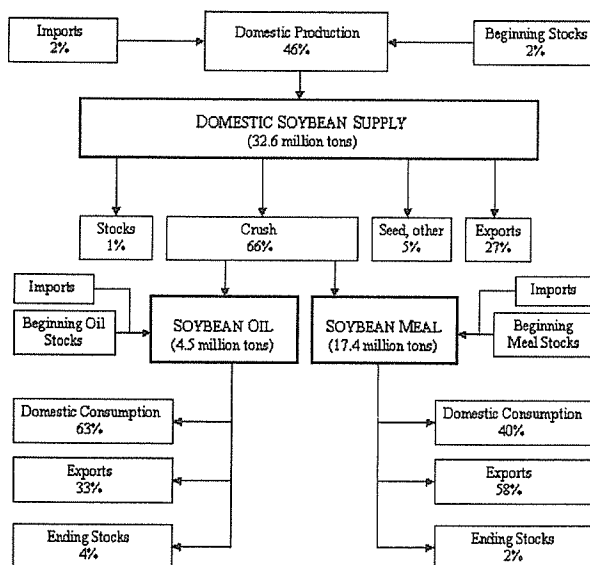 Imports
2%
Domestic Production
46%
Beginning Stocks
2%
DOMESTIC SOYBEAN SUPPLY
(32.6 million tons)
Stocks
1%
Crush
66%
Seed, other
5%
Exports
27%
Imports
Beginning Oil
Stocks
SOYBEAN OIL
(4.5 million tons)
SOYBEAN MEAL
(17.4 million tons)
Imports
Beginning
Meal Stocks
Domestic Consumption
63%
Exports
33%
Ending Stocks
4%
Domestic Consumption
40%
Exports
58%
Ending Stocks
2%